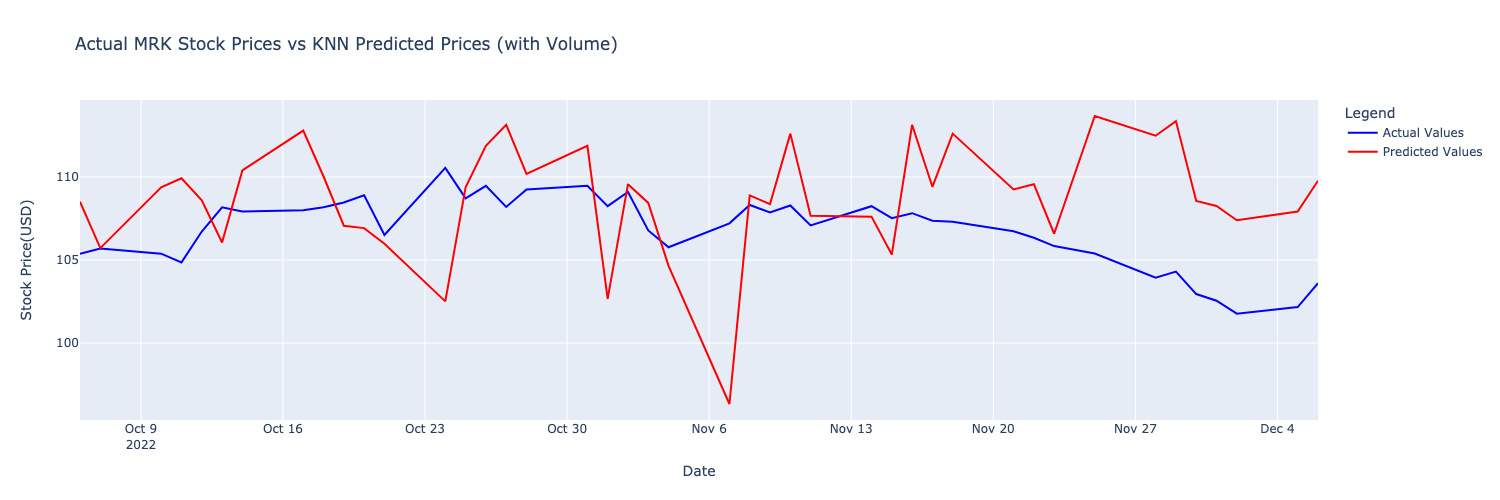 Actual MRK Stock Prices vs KNN Predicted Prices (with Volume)
Legend
Actual Values
Predicted Values
Stock Price(USD)
110
105
100
Oct 9
2022
Oct 16
Oct 23
Oct 30
Nov 6
Nov 13
Nov 20
Nov 27
Dec 4
Date